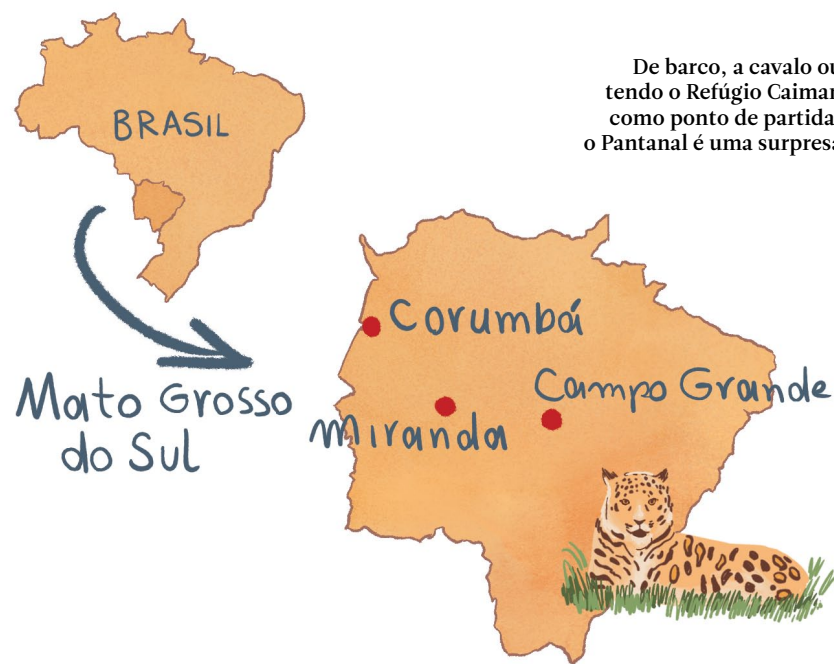 BRASIL
De barco, a cavalo ou
tendo o Refúgio Caiman
como ponto de partida
o Pantanal é uma surpresa
Corumbá
Campo Grande
Miranda
Mato Grosso
do Sul